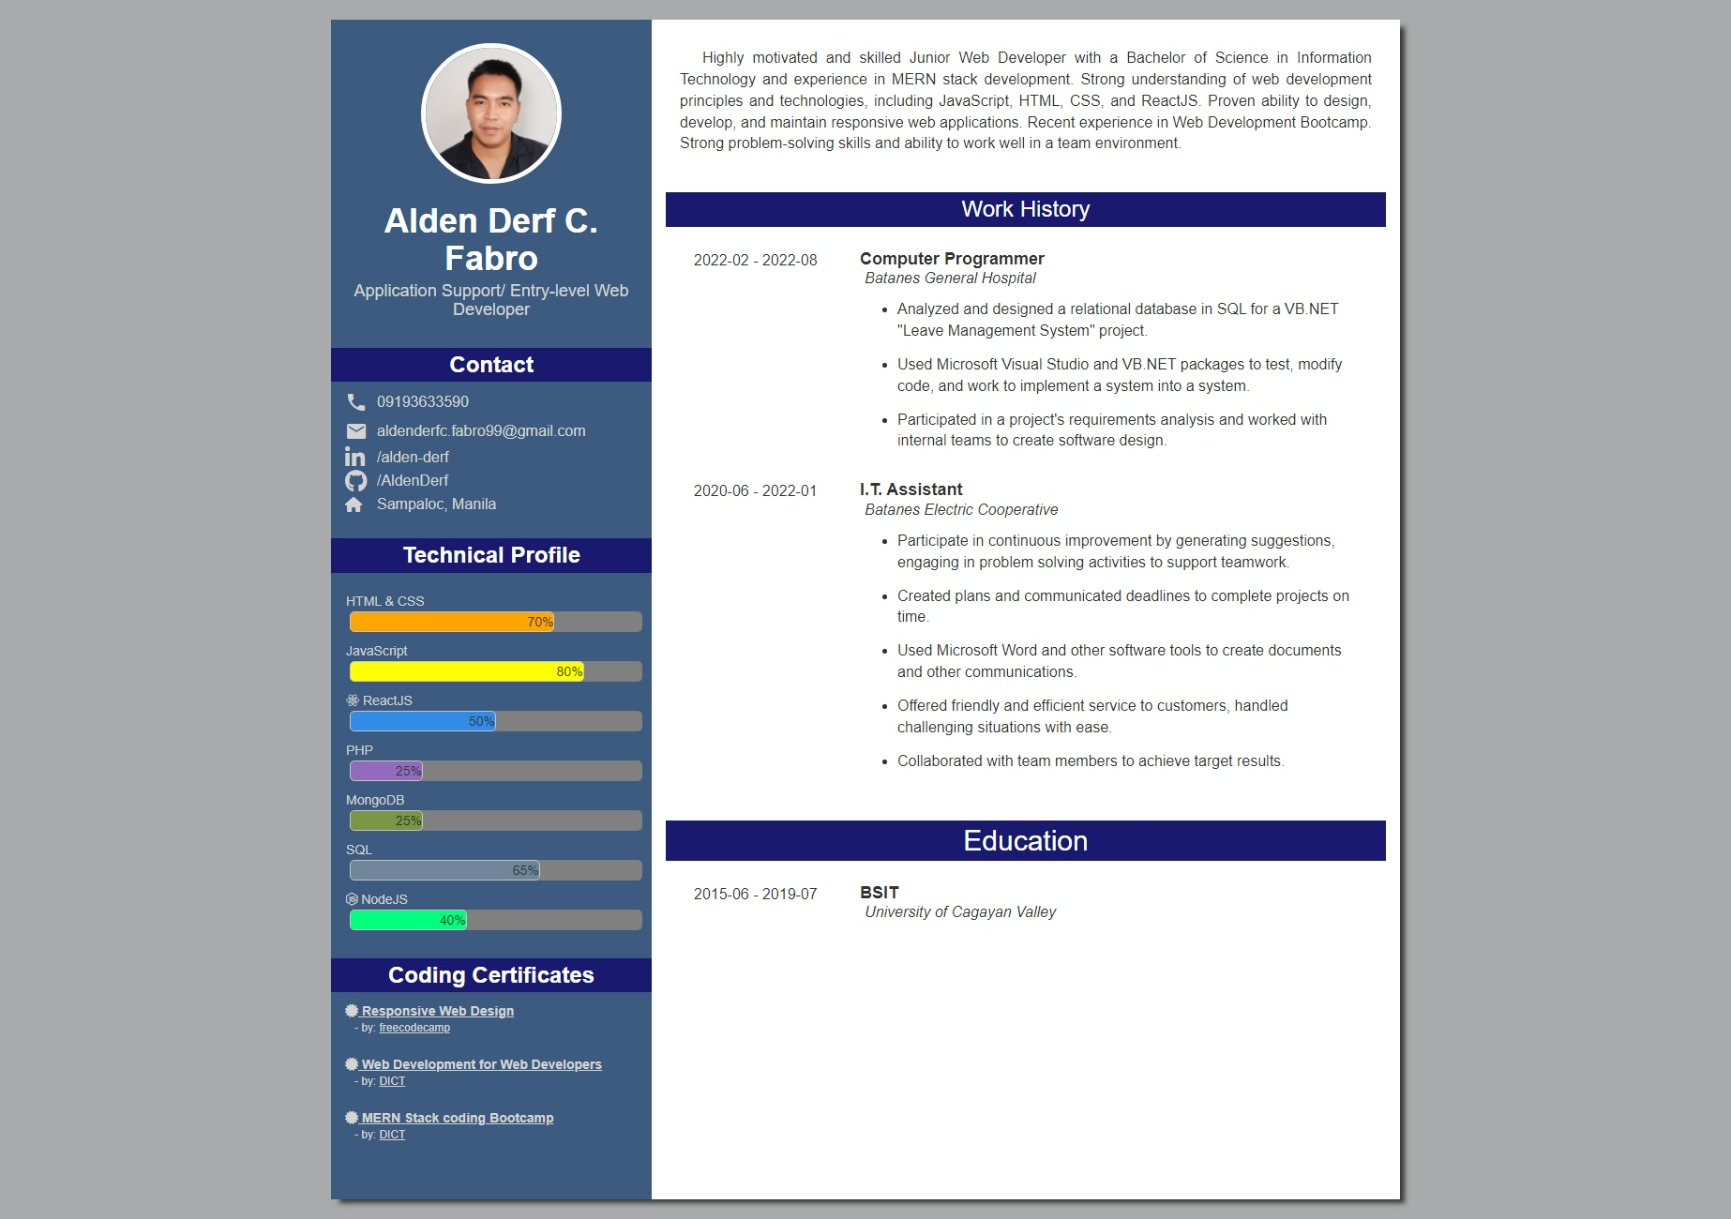 Alden Derf C.
Fabro
Application Support/ Entry-level Web
Developer
Contact
09193633590
aldenderfc.fabro99@gmail.com
/alden-derf
/AldenDerf
Sampaloc, Manila
Technical Profile
HTML & CSS
70%
JavaScript
80%
ReactJS
50%
PHP
25%
MongoDB
25%
SQL
65%
NodeJS
40%
Coding Certificates
Responsive Web Design
- by: freecodecamp
Web Development for Web Developers
- by: DICT
MERN Stack coding Bootcamp
- by: DICT
Highly motivated and skilled Junior Web Developer with a Bachelor of Science in Information
Technology and experience in MERN stack development. Strong understanding of web development
principles and technologies, including JavaScript, HTML, CSS, and ReactJS. Proven ability to design,
develop, and maintain responsive web applications. Recent experience in Web Development Bootcamp.
Strong problem-solving skills and ability to work well in a team environment.
Work History
2022-02 - 2022-08
Computer Programmer
Batanes General Hospital
• Analyzed and designed a relational database in SQL for a VB.NET
"Leave Management System" project.
• Used Microsoft Visual Studio and VB.NET packages to test, modify
code, and work to implement a system into a system.
• Participated in a project's requirements analysis and worked with
internal teams to create software design.
2020-06 - 2022-01
I.T. Assistant
Batanes Electric Cooperative
• Participate in continuous improvement by generating suggestions,
engaging in problem solving activities to support teamwork.
• Created plans and communicated deadlines to complete projects on
time.
• Used Microsoft Word and other software tools to create documents
and other communications.
• Offered friendly and efficient service to customers, handled
challenging situations with ease.
• Collaborated with team members to achieve target results.
Education
2015-06 - 2019-07
BSIT
University of Cagayan Valley